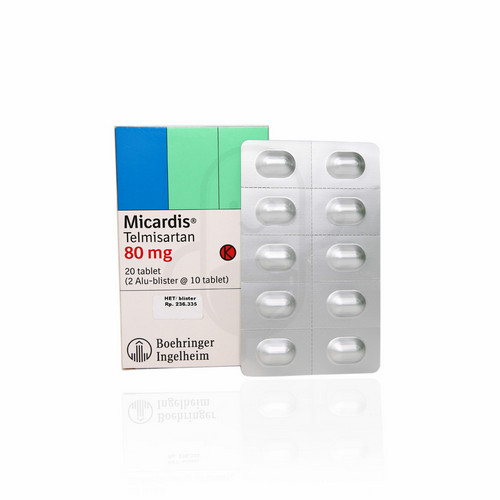 Micardis®
Telmisartan
80 mg
K
20 tablet
(2 Alu-blister @ 10 tablet)
HET/ blister
Rp. 236.335
Boehringer
Ingelheim